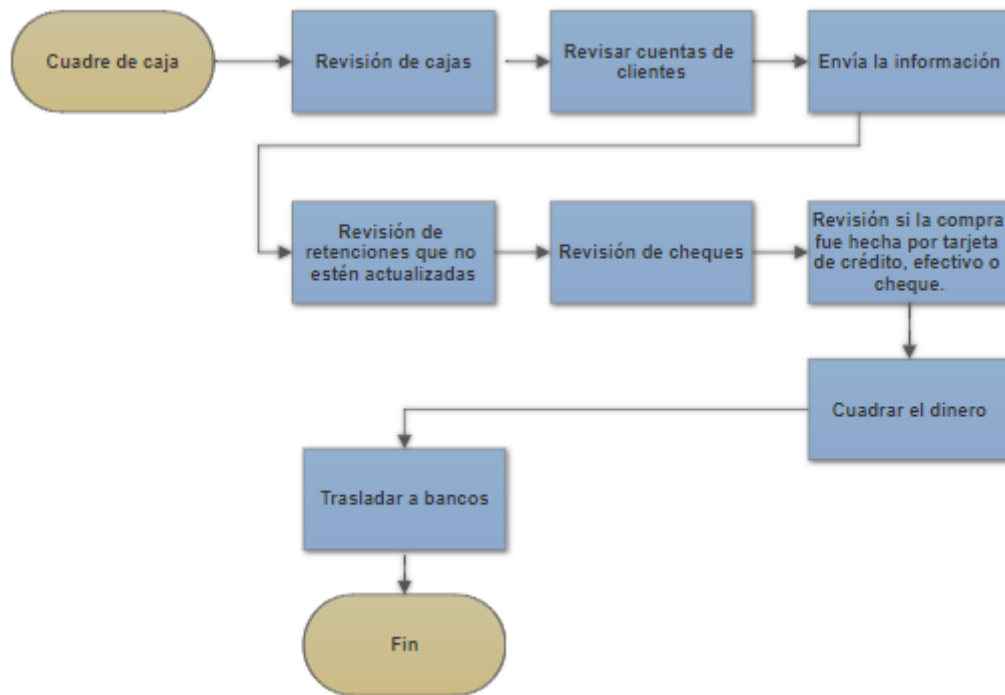 Cuadre de caja
Revisión de cajas
Revisar cuentas de
clientes
Envía la información
Revisión de
retenciones que no
estén actualizadas
Revisión de cheques
Revisión si la compra
fue hecha por tarjeta
de crédito, efectivo o
cheque.
Cuadrar el dinero
Trasladar a bancos
Fin